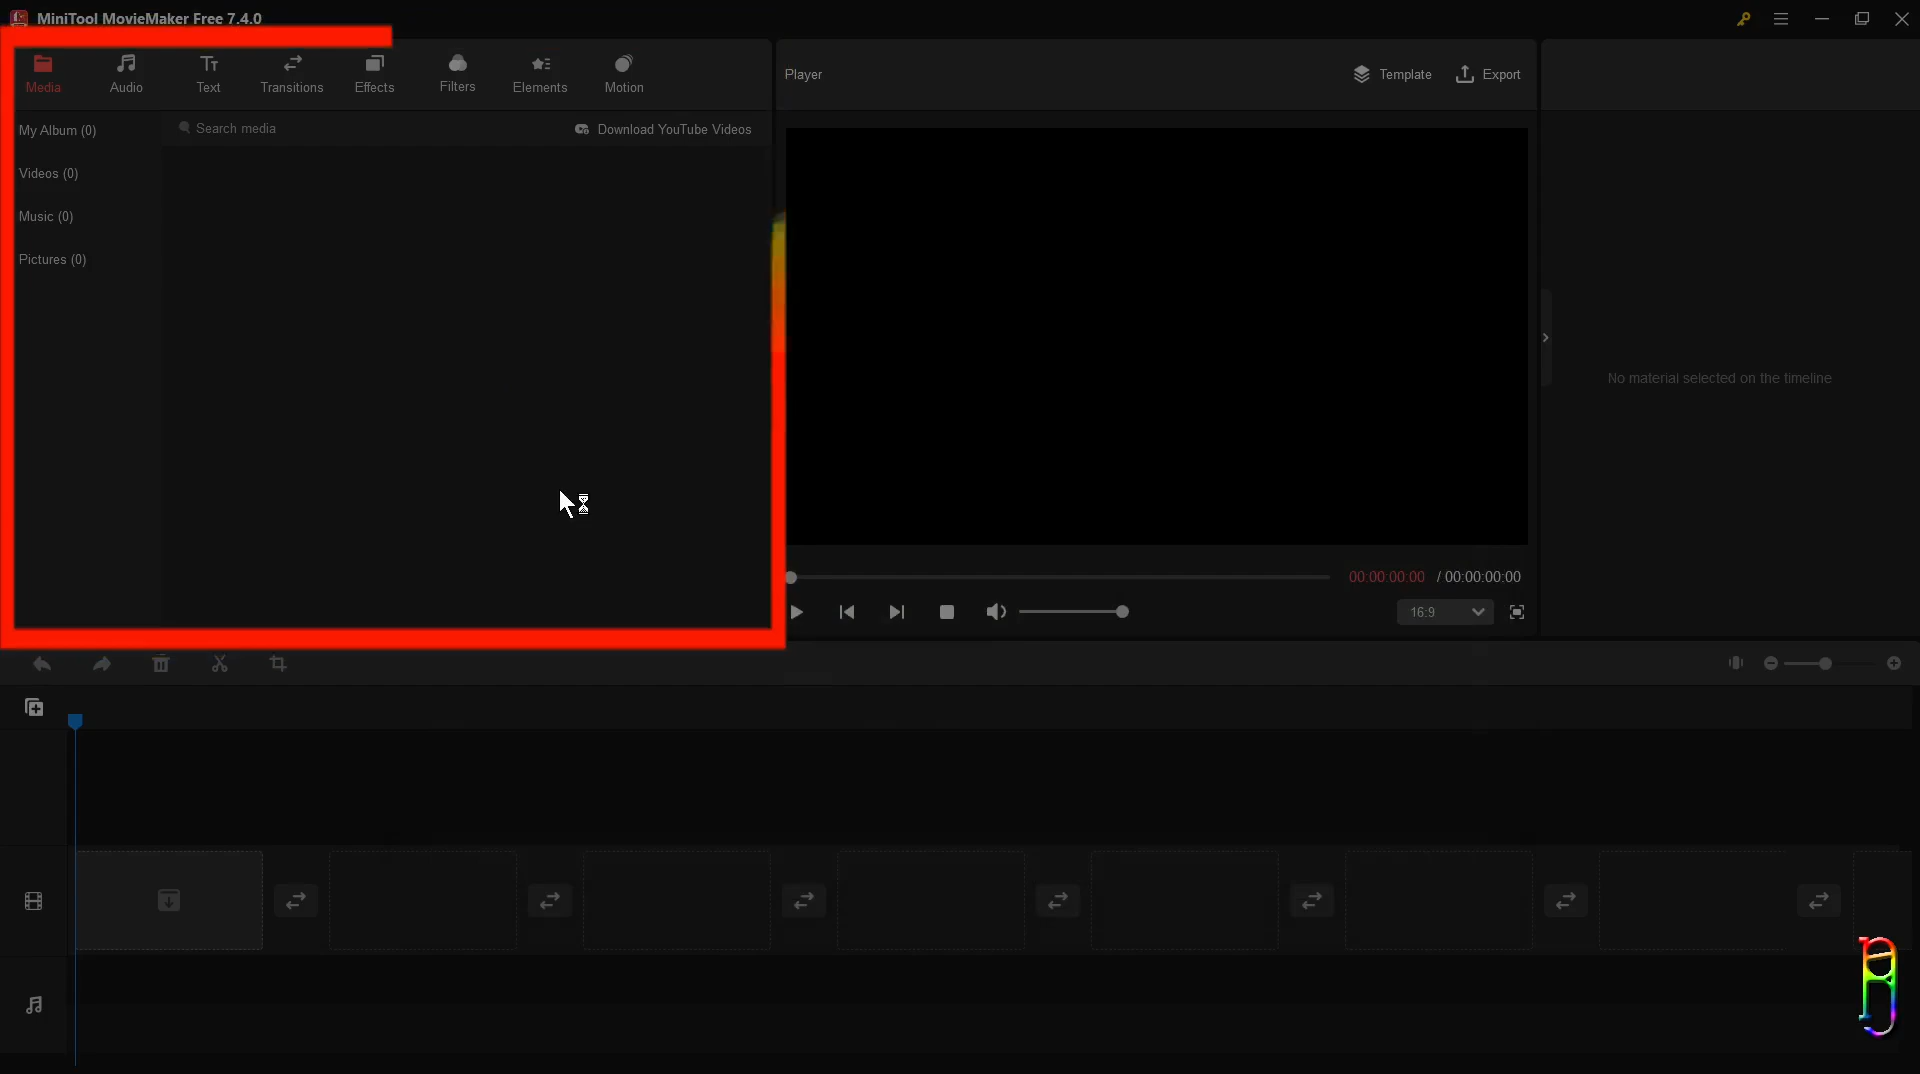 MiniTool MovieMaker Free 7.4.0
Media
Audio
Text
Transitions
Effects
Filters
Elements
Motion
Player
Template
Export
My Album (0)
Search media
Download YouTube Videos
Videos (0)
Music (0)
Pictures (0)
No material selected on the timeline
00:00:00:00 / 00:00:00:00
16:9